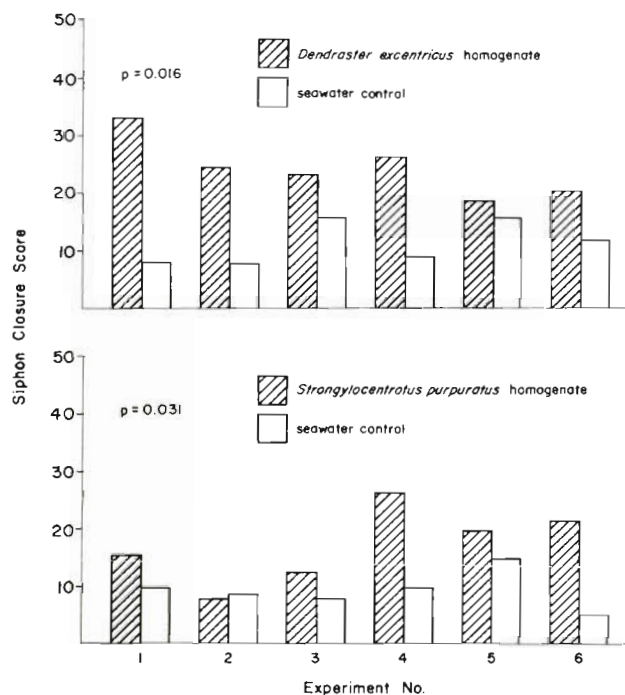 50
40
30
20
10
p = 0.016
Dendraster excentricus homogenate
seawater control
Siphon Closure Score
50
40
30
20
10
p = 0.031
Strongylocentrotus purpuratus homogenate
seawater control
1 2 3 4 5 6
Experiment No.